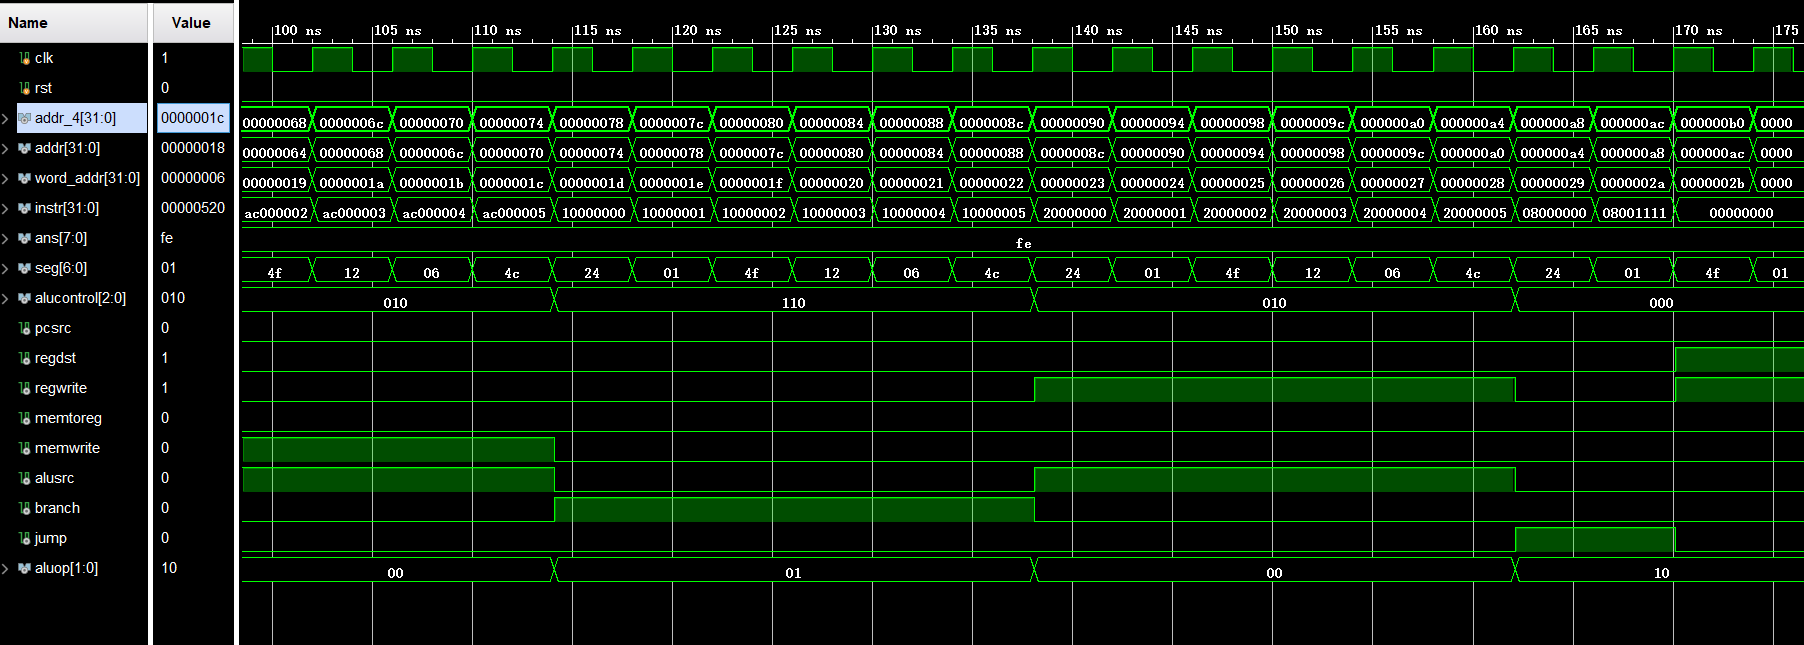 Name Value
100 ns 105 ns 110 ns 115 ns 120 ns 125 ns 130 ns 135 ns 140 ns 145 ns 150 ns 155 ns 160 ns 165 ns 170 ns 175
clk 1
rst 0
addr_4[31:0] 0000001c 00000068 0000006c 00000070 00000074 00000078 0000007c 00000080 00000084 00000088 0000008c 00000090 00000094 00000098 0000009c 000000a0 000000a4 000000a8 000000ac 000000b0 0000
addr[31:0] 00000018 00000064 00000068 0000006c 00000070 00000074 00000078 0000007c 00000080 00000084 00000088 0000008c 00000090 00000094 00000098 0000009c 000000a0 000000a4 000000a8 000000ac 0000
word_addr[31:0] 00000006 00000019 0000001a 0000001b 0000001c 0000001d 0000001e 0000001f 00000020 00000021 00000022 00000023 00000024 00000025 00000026 00000027 00000028 00000029 0000002a 0000002b 0000
instr[31:0] 00000520 ac000002 ac000003 ac000004 ac000005 10000000 10000001 10000002 10000003 10000004 10000005 20000000 20000001 20000002 20000003 20000004 20000005 08000000 08001111 00000000
ans[7:0] fe fe
seg[6:0] 01 4f 12 06 4c 24 01 4f 12 06 4c 24 01 4f 12 06 4c 24 01 4f 01
alucontrol[2:0] 010 010 110 010 000
pcsrc 0
regdst 1
regwrite 1
memtoreg 0
memwrite 0
alusrc 0
branch 0
jump 0
aluop[1:0] 10 00 01 00 10